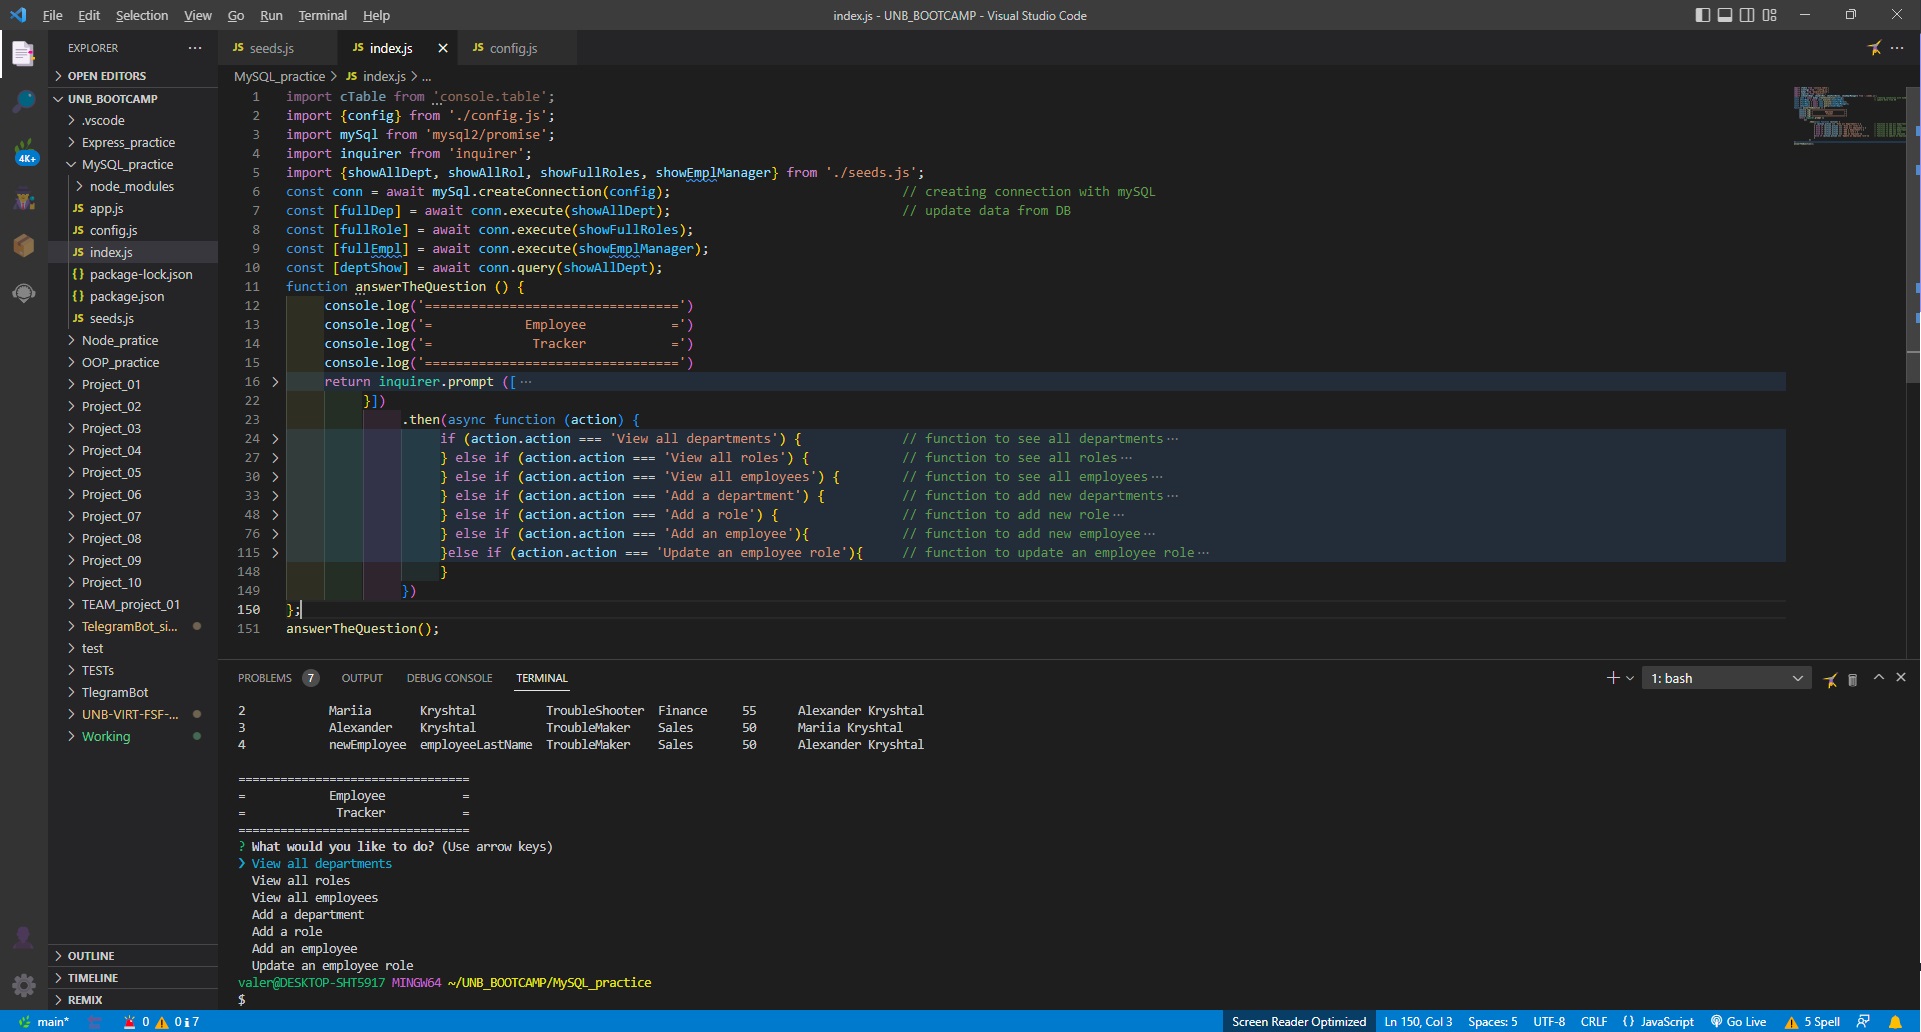 File Edit Selection View Go Run Terminal Help
index.js - UNB_BOOTCAMP - Visual Studio Code
EXPLORER
OPEN EDITORS
UNB_BOOTCAMP
.vscode
Express_practice
MySQL_practice
node_modules
JS app.js
JS config.js
JS index.js
{} package-lock.json
{} package.json
JS seeds.js
Node_pratice
OOP_practice
Project_01
Project_02
Project_03
Project_04
Project_05
Project_06
Project_07
Project_08
Project_09
Project_10
TEAM_project_01
TelegramBot_si...
test
TESTs
TlegramBot
UNB-VIRT-FSF-...
Working
OUTLINE
TIMELINE
REMIX
4K+
JS seeds.js JS index.js JS config.js
MySQL_practice > JS index.js > ...
1 import cTable from 'console.table';
2 import {config} from './config.js';
3 import mySql from 'mysql2/promise';
4 import inquirer from 'inquirer';
5 import {showAllDept, showAllRol, showFullRoles, showEmplManager} from './seeds.js';
6 const conn = await mySql.createConnection(config); // creating connection with mySQL
7 const [fullDep] = await conn.execute(showAllDept); // update data from DB
8 const [fullRole] = await conn.execute(showFullRoles);
9 const [fullEmpl] = await conn.execute(showEmplManager);
10 const [deptShow] = await conn.query(showAllDept);
11 function answerTheQuestion () {
12 console.log('=================================')
13 console.log('=            Employee           =')
14 console.log('=             Tracker           =')
15 console.log('=================================')
16 return inquirer.prompt ([ ···
22 }])
23 .then(async function (action) {
24 if (action.action === 'View all departments') { // function to see all departments ···
27 } else if (action.action === 'View all roles') { // function to see all roles ···
30 } else if (action.action === 'View all employees') { // function to see all employees ···
33 } else if (action.action === 'Add a department') { // function to add new departments ···
48 } else if (action.action === 'Add a role') { // function to add new role ···
76 } else if (action.action === 'Add an employee'){ // function to add new employee ···
115 }else if (action.action === 'Update an employee role'){ // function to update an employee role ···
148 }
149 })
150 };
151 answerTheQuestion();
PROBLEMS 7 OUTPUT DEBUG CONSOLE TERMINAL 1: bash
2 Mariia Kryshtal TroubleShooter Finance 55 Alexander Kryshtal
3 Alexander Kryshtal TroubleMaker Sales 50 Mariia Kryshtal
4 newEmployee employeeLastName TroubleMaker Sales 50 Alexander Kryshtal
=================================
=            Employee           =
=             Tracker           =
=================================
? What would you like to do? (Use arrow keys)
❯ View all departments
View all roles
View all employees
Add a department
Add a role
Add an employee
Update an employee role
valer@DESKTOP-SHT5917 MINGW64 ~/UNB_BOOTCAMP/MySQL_practice
$
main* 0 0 7 Screen Reader Optimized Ln 150, Col 3 Spaces: 5 UTF-8 CRLF {} JavaScript Go Live 5 Spell